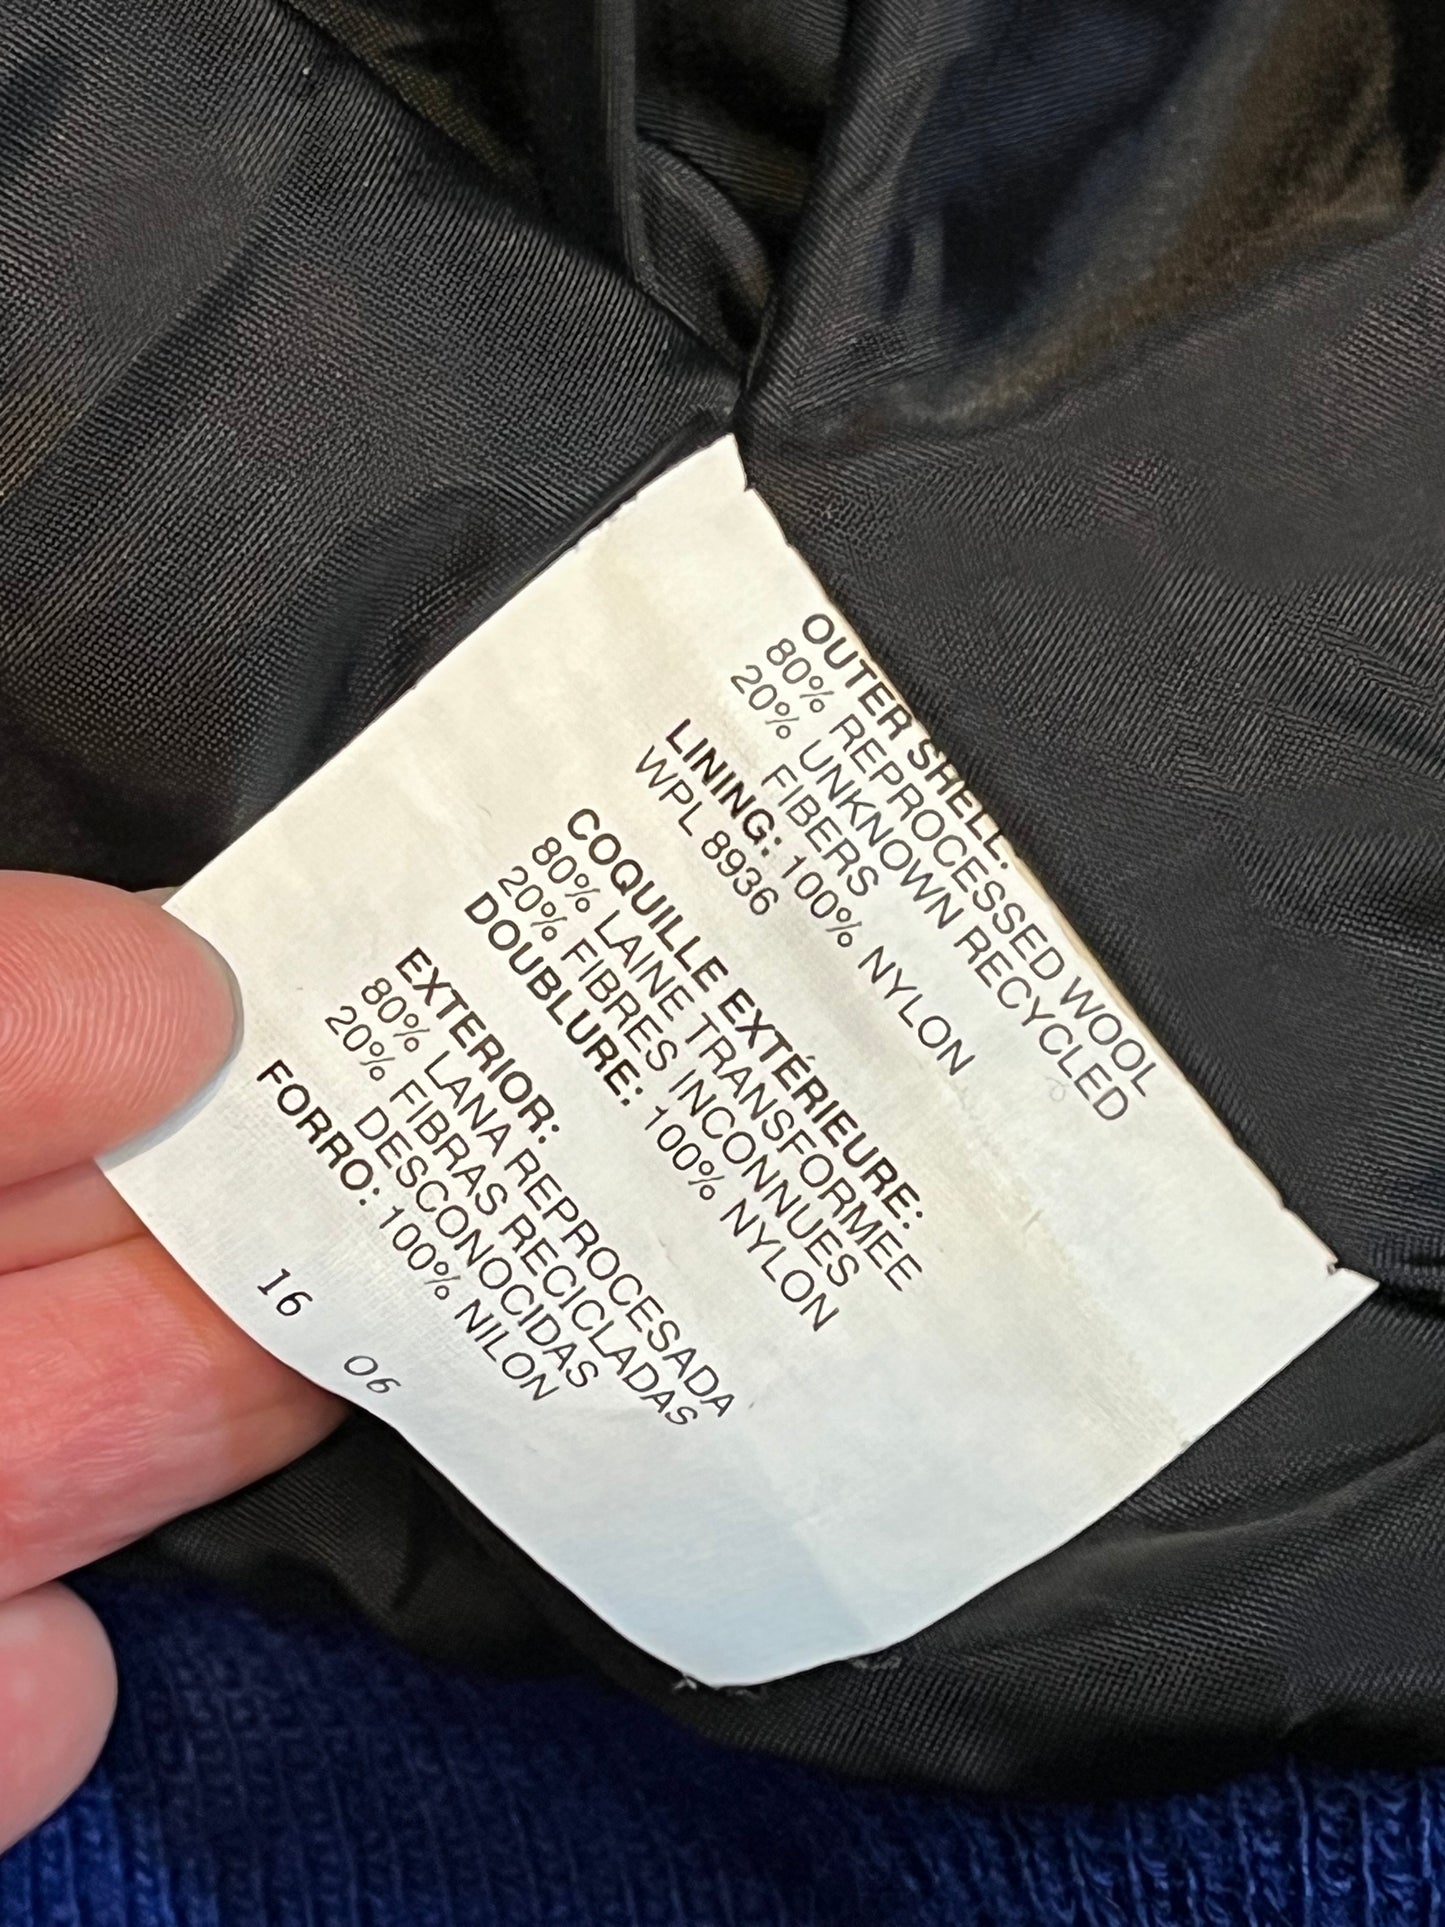 OUTER SHELL:
80% REPROCESSED WOOL
20% UNKNOWN RECYCLED
FIBERS
LINING: 100% NYLON
WPL 8936
COQUILLE EXTÉRIEURE:
80% LAINE TRANSFORMÉE
20% FIBRES INCONNUES
DOUBLURE: 100% NYLON
EXTERIOR:
80% LANA REPROCESADA
20% FIBRAS RECICLADAS
DESCONOCIDAS
FORRO: 100% NILON
16 06